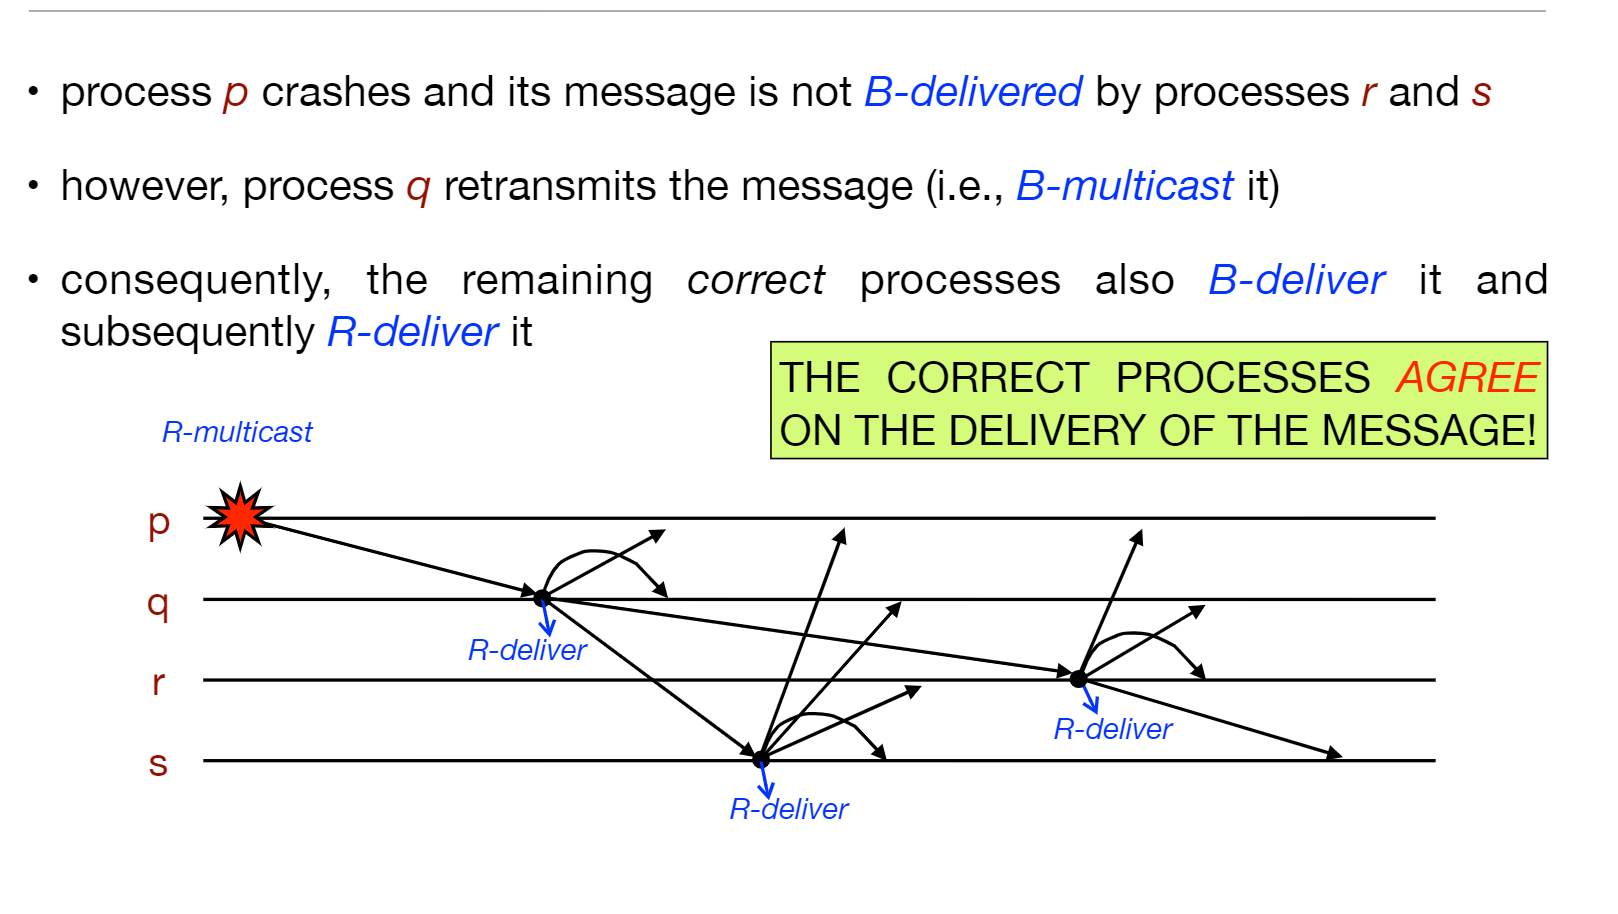 • process p crashes and its message is not B-delivered by processes r and s
• however, process q retransmits the message (i.e., B-multicast it)
• consequently, the remaining correct processes also B-deliver it and
subsequently R-deliver it
THE CORRECT PROCESSES AGREE
ON THE DELIVERY OF THE MESSAGE!
R-multicast
p
q
R-deliver
r
R-deliver
s
R-deliver